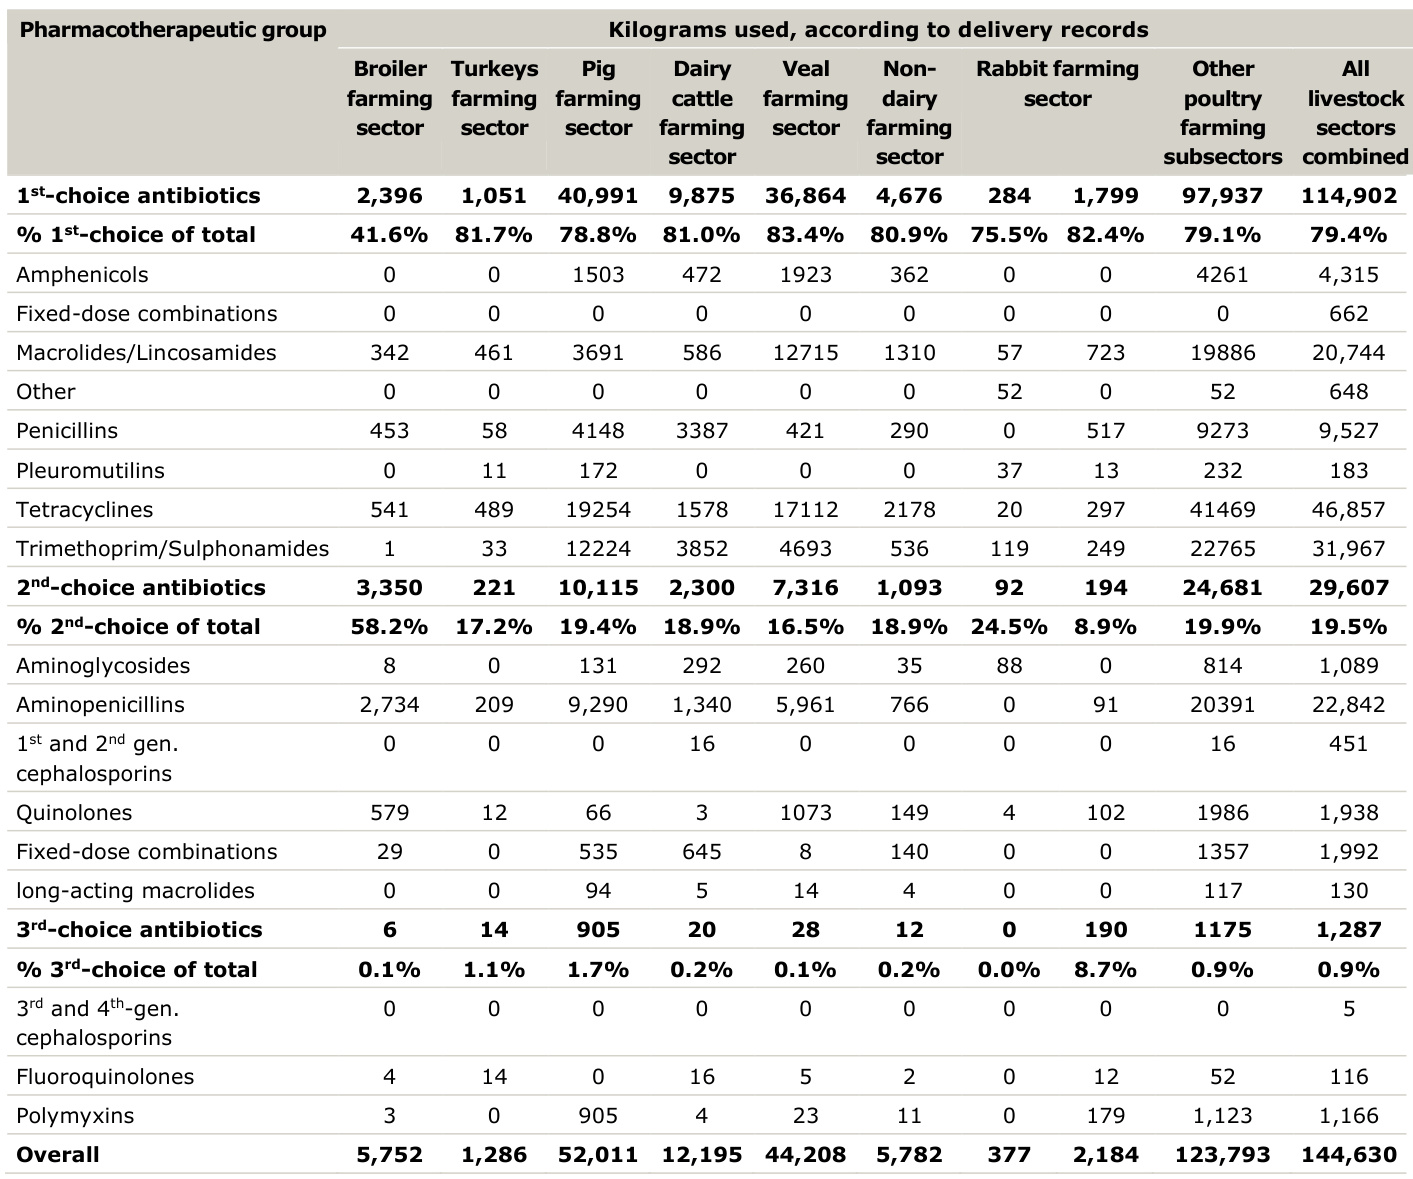 Pharmacotherapeutic group Kilograms used, according to delivery records
Broiler farming sector Turkeys farming sector Pig farming sector Dairy cattle farming sector Veal farming sector Non-dairy farming sector Rabbit farming sector Other poultry farming subsectors All livestock sectors combined
1st-choice antibiotics 2,396 1,051 40,991 9,875 36,864 4,676 284 1,799 97,937 114,902
% 1st-choice of total 41.6% 81.7% 78.8% 81.0% 83.4% 80.9% 75.5% 82.4% 79.1% 79.4%
Amphenicols 0 0 1503 472 1923 362 0 0 4261 4,315
Fixed-dose combinations 0 0 0 0 0 0 0 0 0 662
Macrolides/Lincosamides 342 461 3691 586 12715 1310 57 723 19886 20,744
Other 0 0 0 0 0 0 52 0 52 648
Penicillins 453 58 4148 3387 421 290 0 517 9273 9,527
Pleuromutilins 0 11 172 0 0 0 37 13 232 183
Tetracyclines 541 489 19254 1578 17112 2178 20 297 41469 46,857
Trimethoprim/Sulphonamides 1 33 12224 3852 4693 536 119 249 22765 31,967
2nd-choice antibiotics 3,350 221 10,115 2,300 7,316 1,093 92 194 24,681 29,607
% 2nd-choice of total 58.2% 17.2% 19.4% 18.9% 16.5% 18.9% 24.5% 8.9% 19.9% 19.5%
Aminoglycosides 8 0 131 292 260 35 88 0 814 1,089
Aminopenicillins 2,734 209 9,290 1,340 5,961 766 0 91 20391 22,842
1st and 2nd gen. 0 0 0 16 0 0 0 0 16 451
cephalosporins
Quinolones 579 12 66 3 1073 149 4 102 1986 1,938
Fixed-dose combinations 29 0 535 645 8 140 0 0 1357 1,992
long-acting macrolides 0 0 94 5 14 4 0 0 117 130
3rd-choice antibiotics 6 14 905 20 28 12 0 190 1175 1,287
% 3rd-choice of total 0.1% 1.1% 1.7% 0.2% 0.1% 0.2% 0.0% 8.7% 0.9% 0.9%
3rd and 4th-gen. 0 0 0 0 0 0 0 0 0 5
cephalosporins
Fluoroquinolones 4 14 0 16 5 2 0 12 52 116
Polymyxins 3 0 905 4 23 11 0 179 1,123 1,166
Overall 5,752 1,286 52,011 12,195 44,208 5,782 377 2,184 123,793 144,630